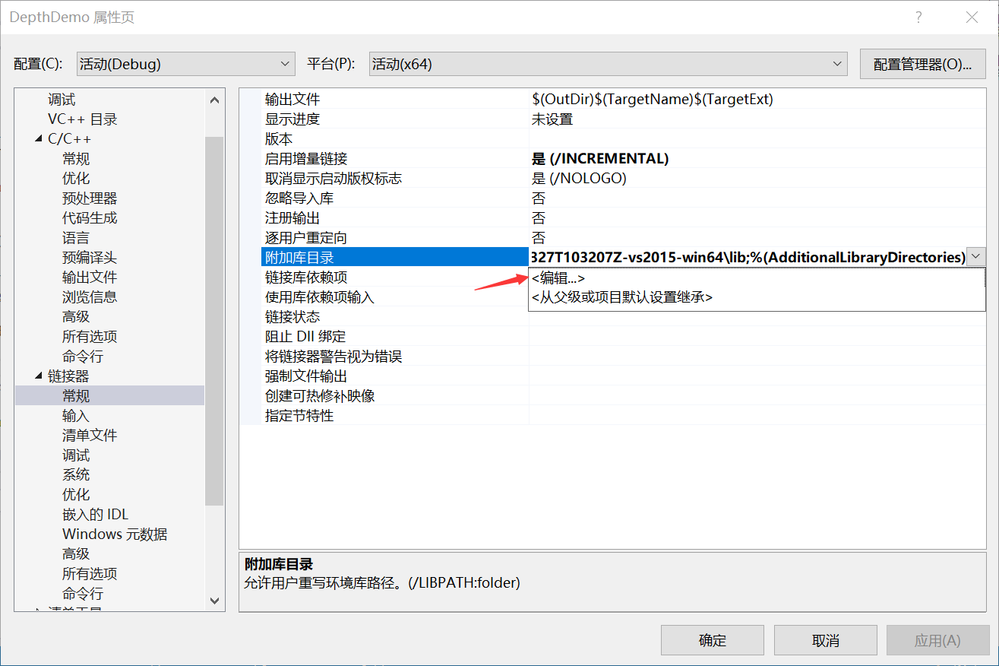 DepthDemo 属性页
配置(C):
活动(Debug)
平台(P):
活动(x64)
配置管理器(O)...
调试
VC++ 目录
C/C++
常规
优化
预处理器
代码生成
语言
预编译头
输出文件
浏览信息
高级
所有选项
命令行
链接器
常规
输入
清单文件
调试
系统
优化
嵌入的 IDL
Windows 元数据
高级
所有选项
命令行
输出文件 $(OutDir)$(TargetName)$(TargetExt)
显示进度 未设置
版本
启用增量链接 是 (/INCREMENTAL)
取消显示启动版权标志 是 (/NOLOGO)
忽略导入库 否
注册输出 否
逐用户重定向 否
附加库目录 327T103207Z-vs2015-win64\lib;%(AdditionalLibraryDirectories)
链接库依赖项 <编辑...>
使用库依赖项输入 <从父级或项目默认设置继承>
链接状态
阻止 Dll 绑定
将链接器警告视为错误
强制文件输出
创建可热修补映像
指定节特性
附加库目录
允许用户重写环境库路径。(/LIBPATH:folder)
确定
取消
应用(A)